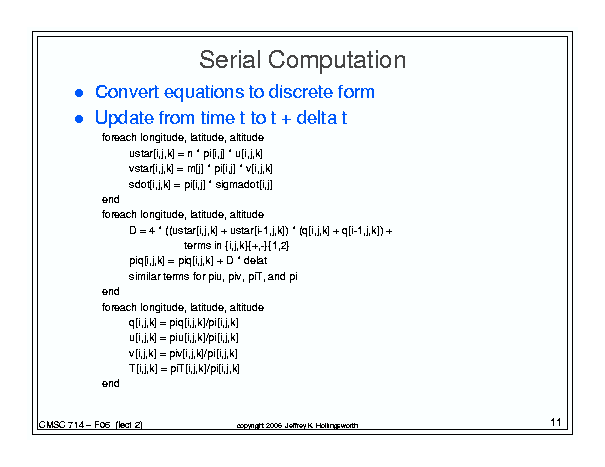 Serial Computation
● Convert equations to discrete form
● Update from time t to t + delta t
foreach longitude, latitude, altitude
ustar[i,j,k] = n * pi[i,j] * u[i,j,k]
vstar[i,j,k] = m[j] * pi[i,j] * v[i,j,k]
sdot[i,j,k] = pi[i,j] * sigmadot[i,j]
end
foreach longitude, latitude, altitude
D = 4 * ((ustar[i,j,k] + ustar[i-1,j,k]) * (q[i,j,k] + q[i-1,j,k]) +
terms in {i,j,k}{+,-}{1,2}
piq[i,j,k] = piq[i,j,k] + D * delat
similar terms for piu, piv, piT, and pi
end
foreach longitude, latitude, altitude
q[i,j,k] = piq[i,j,k]/pi[i,j,k]
u[i,j,k] = piu[i,j,k]/pi[i,j,k]
v[i,j,k] = piv[i,j,k]/pi[i,j,k]
T[i,j,k] = piT[i,j,k]/pi[i,j,k]
end
CMSC 714 – F06 (lect 2)
copyright 2006 Jeffrey K. Hollingsworth
11